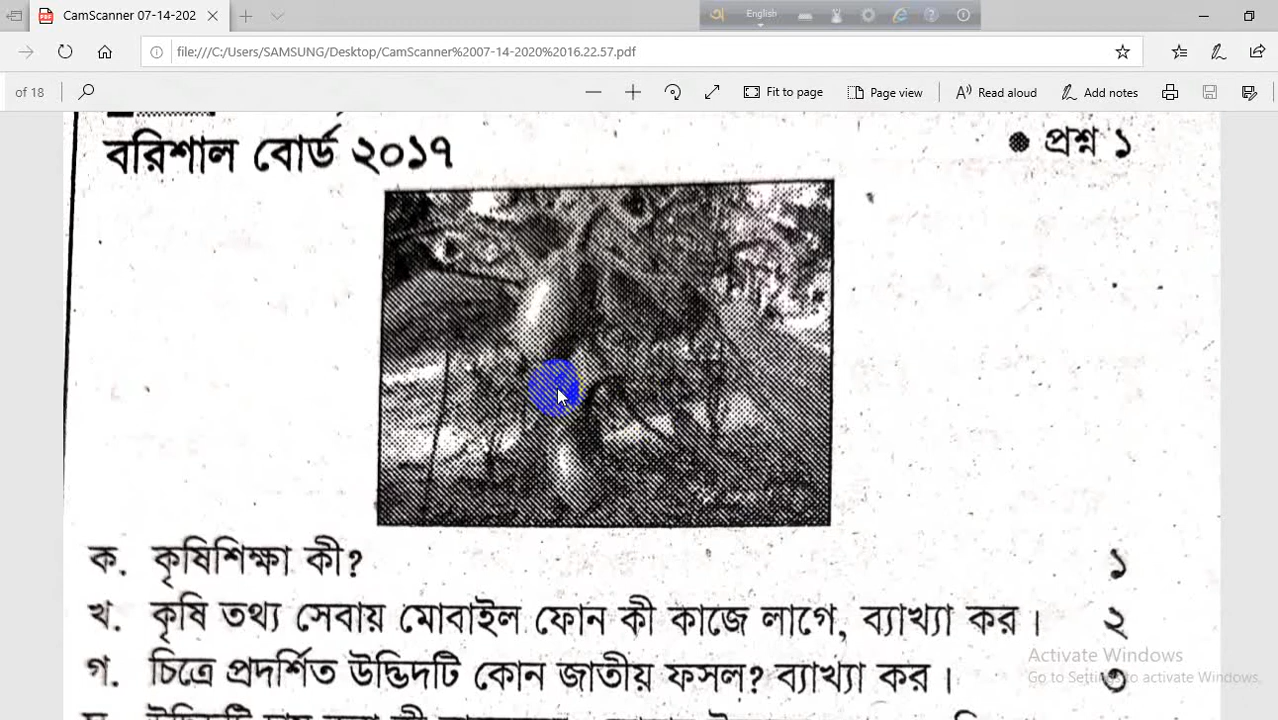 CamScanner 07-14-202
English
file:///C:/Users/SAMSUNG/Desktop/CamScanner%2007-14-2020%2016.22.57.pdf
of 18
Fit to page
Page view
Read aloud
Add notes
বরিশাল বোর্ড ২০১৭
প্রশ্ন ১
ক. কৃষিশিক্ষা কী? ১
খ. কৃষি তথ্য সেবায় মোবাইল ফোন কী কাজে লাগে, ব্যাখ্যা কর। ২
গ. চিত্রে প্রদর্শিত উদ্ভিদটি কোন জাতীয় ফসল? ব্যাখ্যা কর। ৩
Activate Windows
Go to Settings to activate Windows.